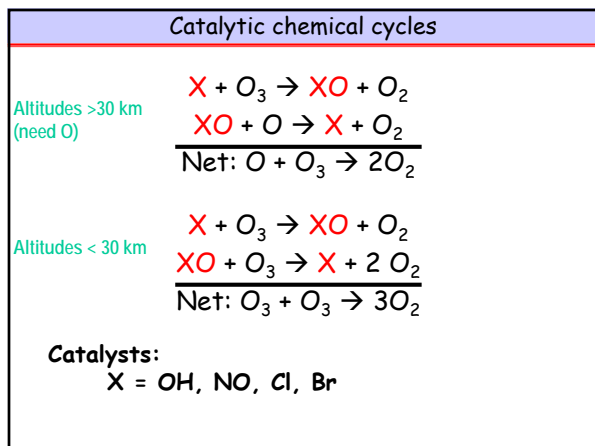 Catalytic chemical cycles
Altitudes >30 km
(need O)
X + O₃ → XO + O₂
XO + O → X + O₂
Net: O + O₃ → 2O₂
Altitudes < 30 km
X + O₃ → XO + O₂
XO + O₃ → X + 2 O₂
Net: O₃ + O₃ → 3O₂
Catalysts:
X = OH, NO, Cl, Br